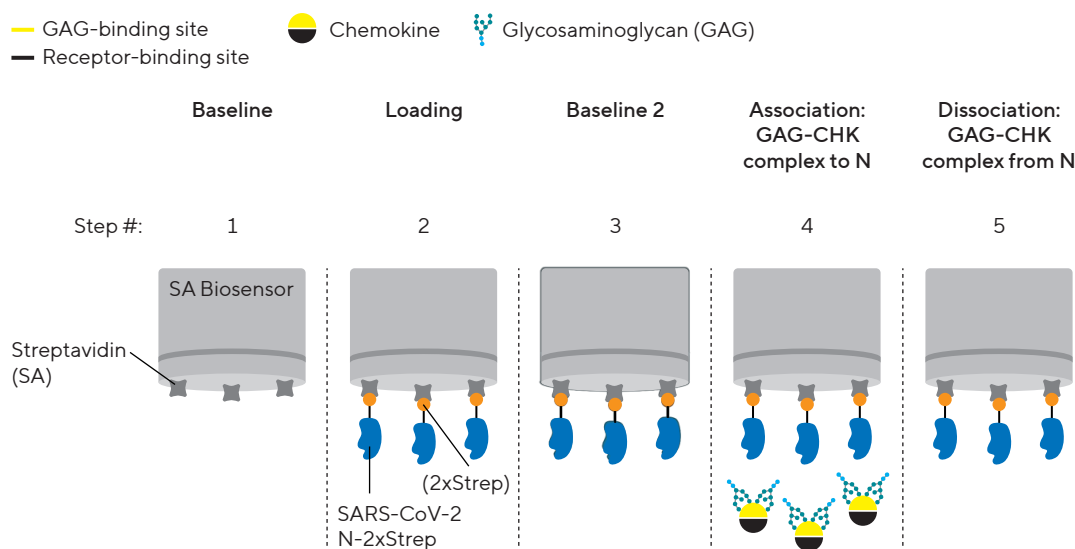 GAG-binding site
Receptor-binding site
Chemokine
Glycosaminoglycan (GAG)
Baseline
Loading
Baseline 2
Association:
GAG-CHK
complex to N
Dissociation:
GAG-CHK
complex from N
Step #:
1
2
3
4
5
SA Biosensor
Streptavidin
(SA)
(2xStrep)
SARS-CoV-2
N-2xStrep